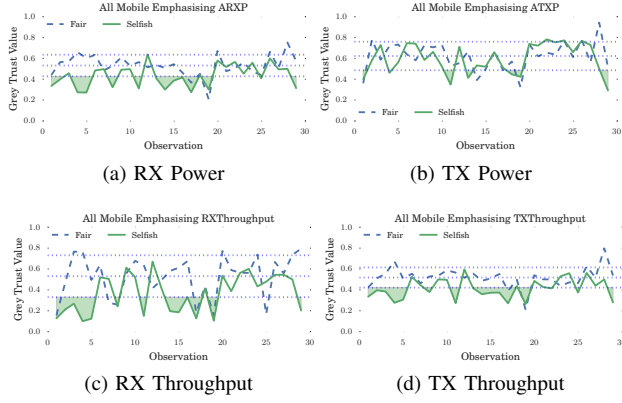 All Mobile Emphasising ARXP
All Mobile Emphasising ATXP
1.0
0.8
0.6
0.4
0.2
0.0
Grey Trust Value
Fair
Selfish
0
5
10
15
20
25
30
Observation
1.0
0.8
0.6
0.4
0.2
0.0
Grey Trust Value
Fair
Selfish
0
5
10
15
20
25
30
Observation
(a) RX Power
(b) TX Power
All Mobile Emphasising RXThroughput
All Mobile Emphasising TXThroughput
1.0
0.8
0.6
0.4
0.2
0.0
Grey Trust Value
Fair
Selfish
0
5
10
15
20
25
30
Observation
1.0
0.8
0.6
0.4
0.2
0.0
Grey Trust Value
Fair
Selfish
0
5
10
15
20
25
30
Observation
(c) RX Throughput
(d) TX Throughput